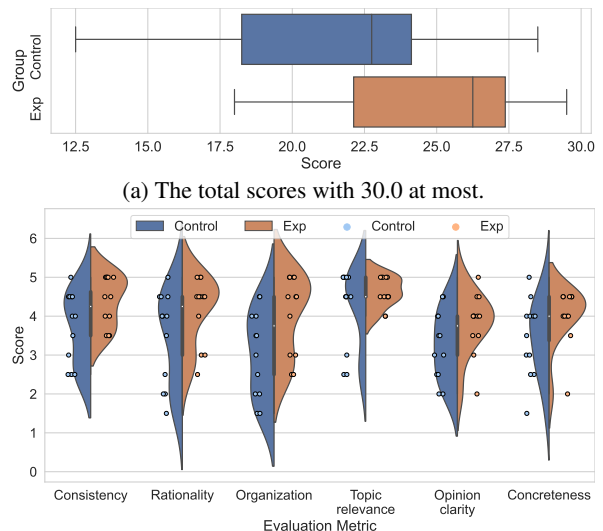 Group
Control
Exp
12.5 15.0 17.5 20.0 22.5 25.0 27.5 30.0
Score
(a) The total scores with 30.0 at most.
Control Exp Control Exp
Score
6
5
4
3
2
1
0
Consistency Rationality Organization Topic relevance Opinion clarity Concreteness
Evaluation Metric